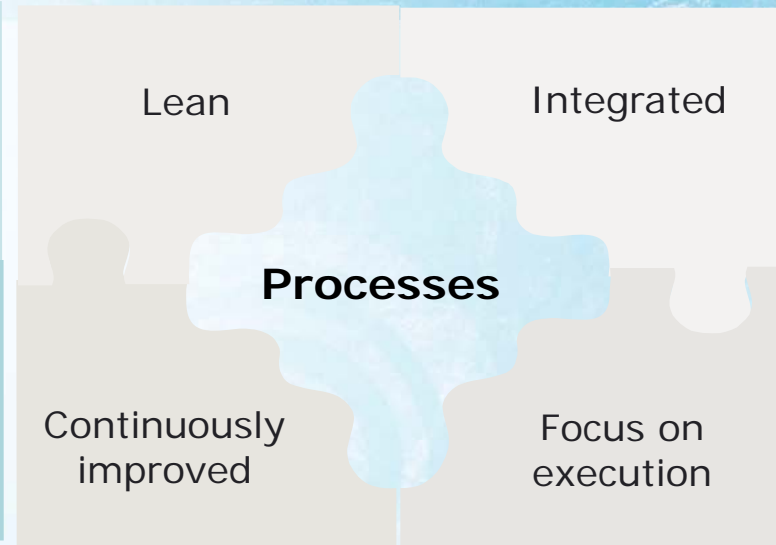 Lean
Integrated
Processes
Continuously
improved
Focus on
execution